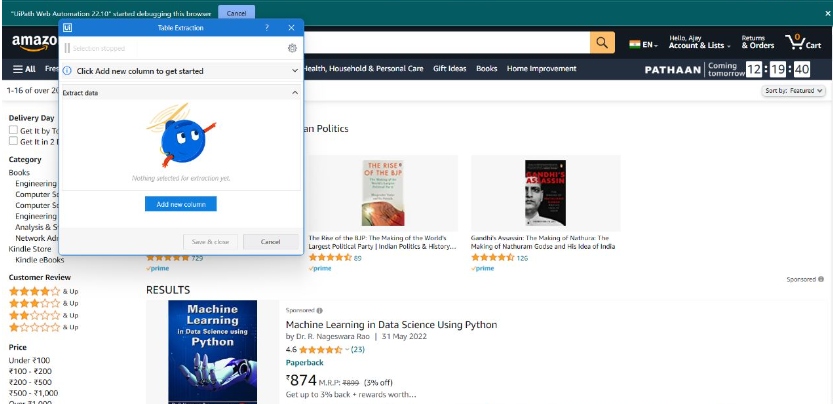 "UiPath Web Automation 22.10" started debugging this browser
Cancel
Table Extraction
?
Selection stopped
Click Add new column to get started
Extract data
Nothing selected for extraction yet.
Add new column
Save & close
Cancel
amazo
EN
Hello, Ajay
Account & Lists
Returns
& Orders
0
Cart
All
Fres
Health, Household & Personal Care
Gift Ideas
Books
Home Improvement
PATHAAN
Coming
tomorrow
12:19:40
1-16 of over 20
Sort by: Featured
Delivery Day
Get It by To
Get It in 2
Category
Books
Engineering
Computer Sc
Computer Sc
Engineering
Analysis & S
Network Adm
Kindle Store
Kindle eBooks
Customer Review
& Up
& Up
& Up
& Up
Price
Under ₹100
₹100 - ₹200
₹200 - ₹500
₹500 - ₹1,000
Over ₹1,000
an Politics
THE RISE
OF THE BJP
GANDHI'S
ASSASSIN
729
prime
The Rise of the BJP: The Making of the World's
Largest Political Party | Indian Politics & History...
89
prime
Gandhi's Assassin: The Making of Nathuram Godse and His Idea of India
126
prime
Sponsored
RESULTS
Machine
Learning
in Data Science using
Python
Sponsored
Machine Learning in Data Science Using Python
by Dr. R. Nageswara Rao | 31 May 2022
4.6
(23)
Paperback
₹874 M.R.P: ₹899 (3% off)
Get up to 3% back + rewards worth...